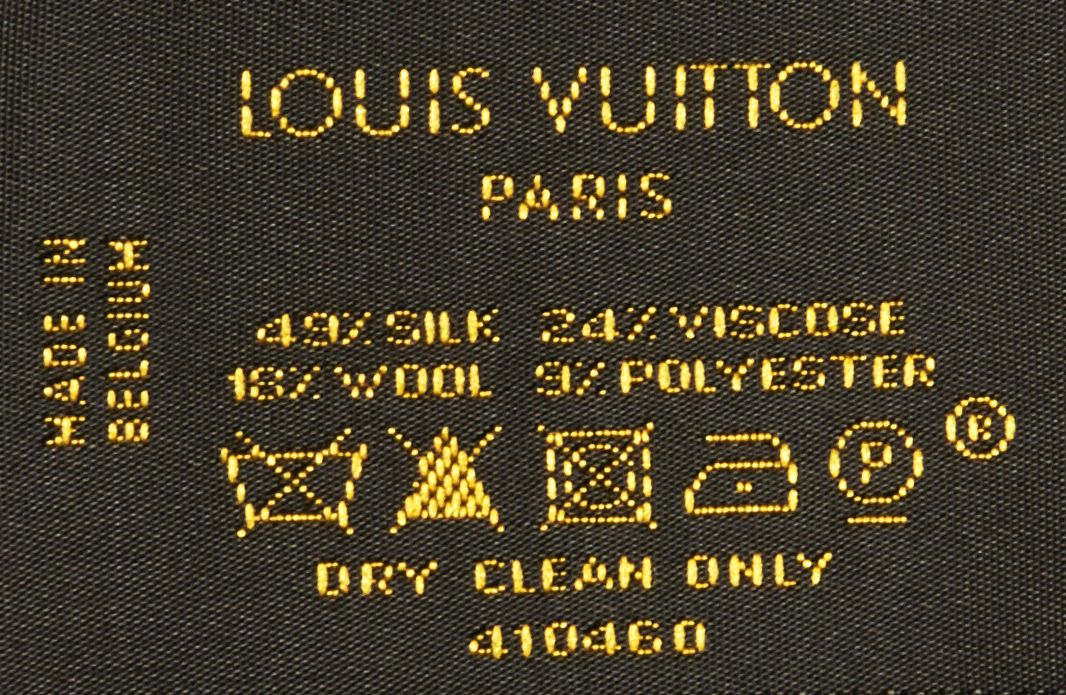 LOUIS VUITTON
PARIS
MADE IN
BELGIUM
49% SILK 24% VISCOSE
18% WOOL 9% POLYESTER
P ®
DRY CLEAN ONLY
410460